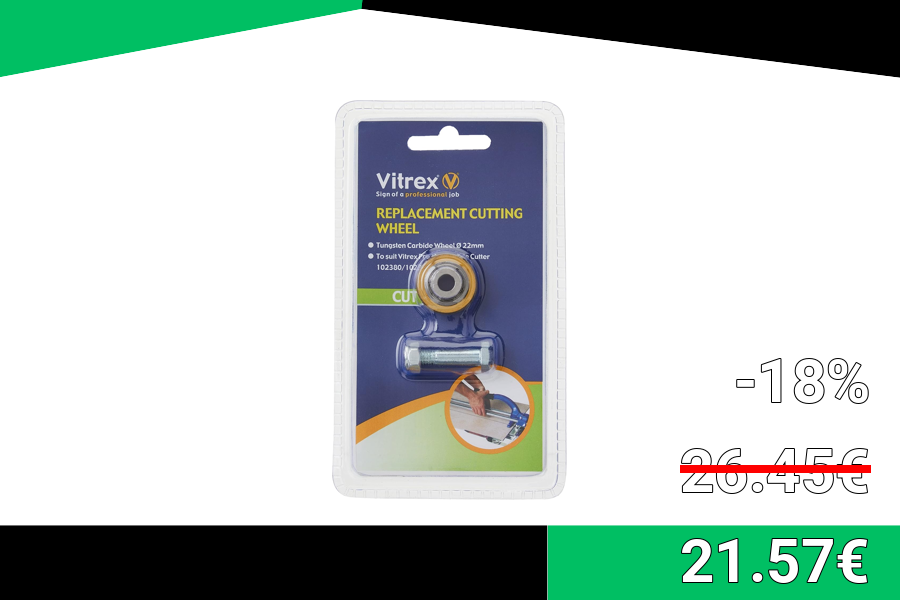 Vitrex
Sign of a professional job
REPLACEMENT CUTTING
WHEEL
Tungsten Carbide Wheel Ø 22mm
To suit Vitrex Cutter
102380/102
CUT
-18%
26.45€
21.57€